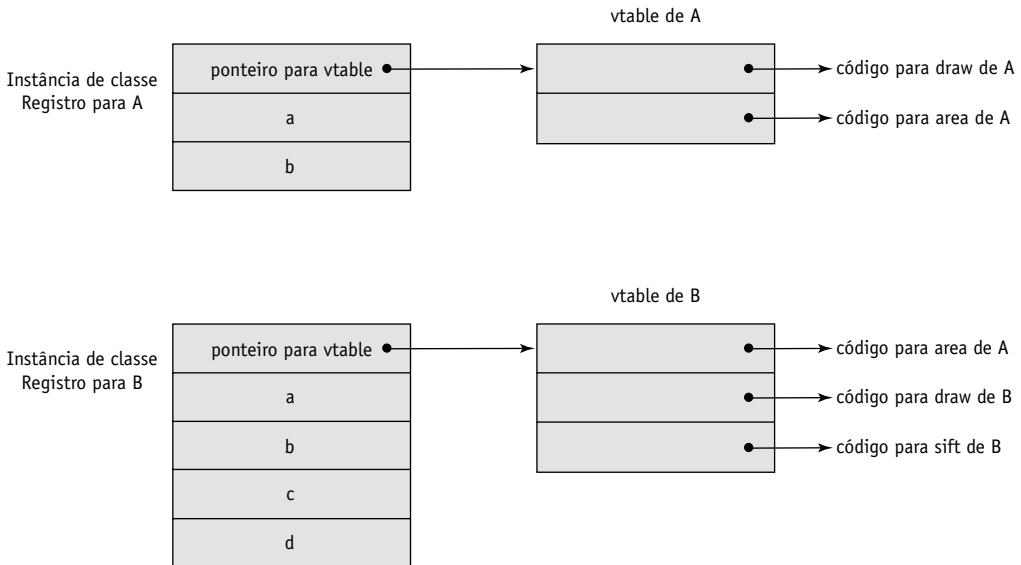 vtable de A
Instância de classe
Registro para A
ponteiro para vtable
a
b
código para draw de A
código para area de A
vtable de B
Instância de classe
Registro para B
ponteiro para vtable
a
b
c
d
código para area de A
código para draw de B
código para sift de B